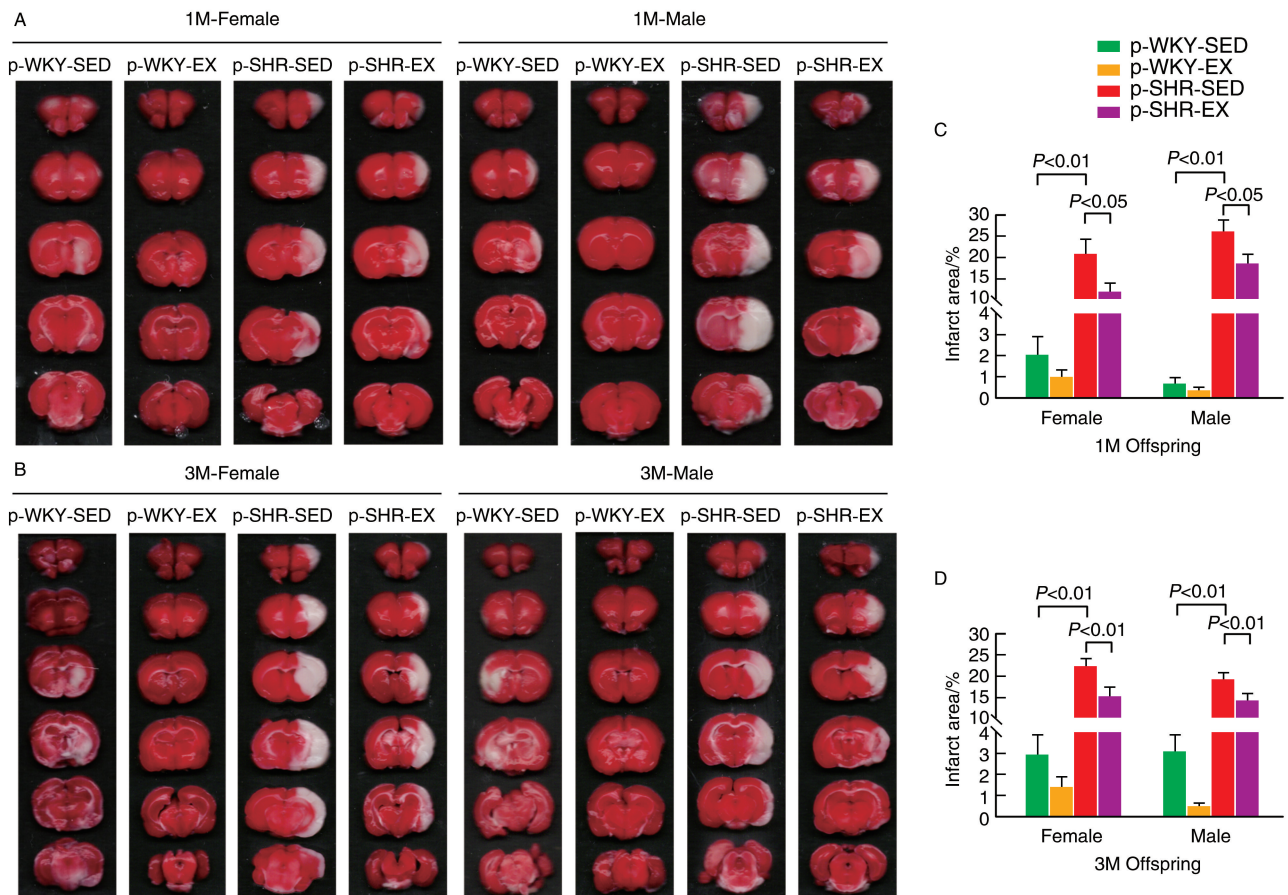 A
1M-Female
1M-Male
p-WKY-SED p-WKY-EX p-SHR-SED p-SHR-EX p-WKY-SED p-WKY-EX p-SHR-SED p-SHR-EX
B
3M-Female
3M-Male
p-WKY-SED p-WKY-EX p-SHR-SED p-SHR-EX p-WKY-SED p-WKY-EX p-SHR-SED p-SHR-EX
p-WKY-SED
p-WKY-EX
p-SHR-SED
p-SHR-EX
C
P<0.01 P<0.01
P<0.05 P<0.05
30
25
20
15
10
4
3
2
1
0
Infarct area/%
Female Male
1M Offspring
D
P<0.01 P<0.01
P<0.01 P<0.01
30
25
20
15
10
4
3
2
1
0
Infarct area/%
Female Male
3M Offspring